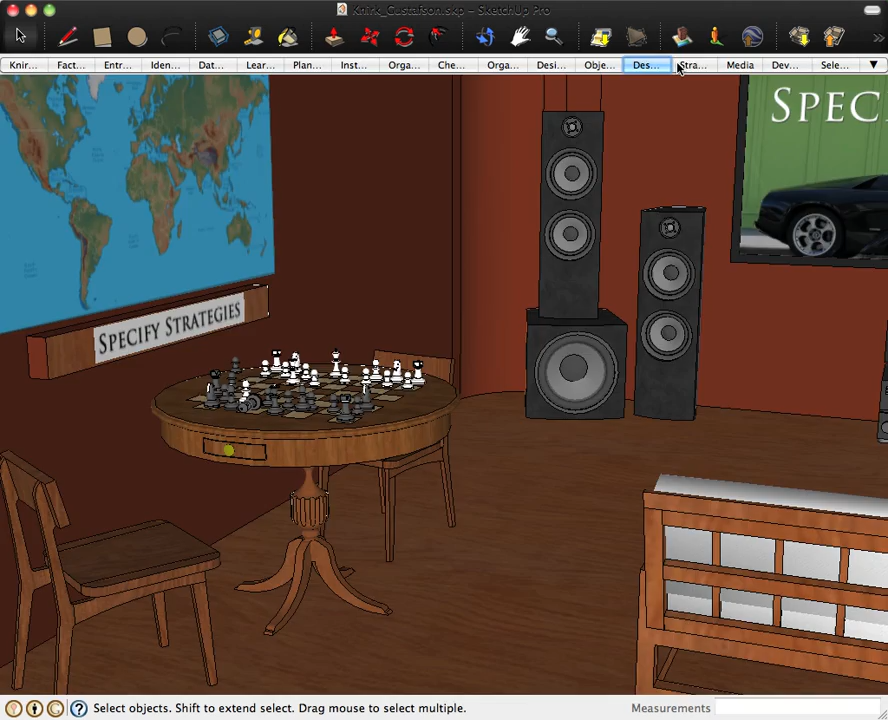 Knirk_Gustafson.skp - SketchUp Pro
Knir... Fact... Entr... Iden... Dat... Lear... Plan... Inst... Orga... Che... Orga... Desi... Obje... Des... Stra... Media Dev... Sele...
SPECI
SPECIFY STRATEGIES
Select objects. Shift to extend select. Drag mouse to select multiple.
Measurements